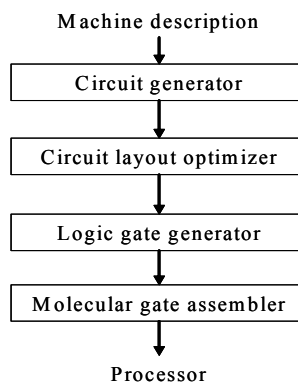 Machine description
Circuit generator
Circuit layout optimizer
Logic gate generator
Molecular gate assembler
Processor